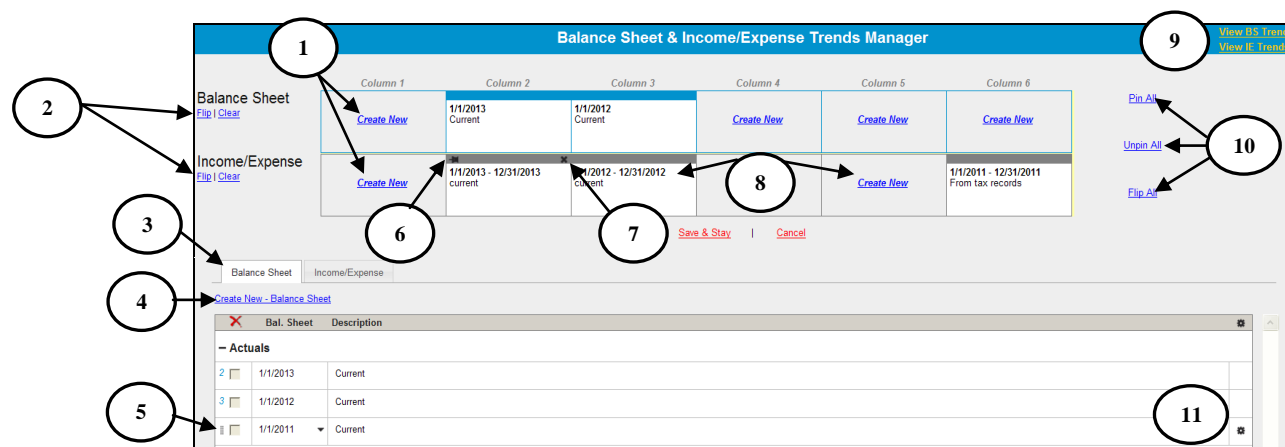 Balance Sheet & Income/Expense Trends Manager
View BS Trend
View IE Trend
1
9
Column 1 Column 2 Column 3 Column 4 Column 5 Column 6
2
Balance Sheet
Flip | Clear
Create New
1/1/2013
Current
1/1/2012
Current
Create New
Create New
Create New
Pin All
Unpin All
Flip All
10
Income/Expense
Flip | Clear
Create New
1/1/2013 - 12/31/2013
current
1/1/2012 - 12/31/2012
current
8
Create New
1/1/2011 - 12/31/2011
From tax records
3
6
7
Save & Stay | Cancel
Balance Sheet Income/Expense
4
Create New - Balance Sheet
Bal. Sheet Description
– Actuals
2 1/1/2013 Current
3 1/1/2012 Current
5
1/1/2011 Current
11